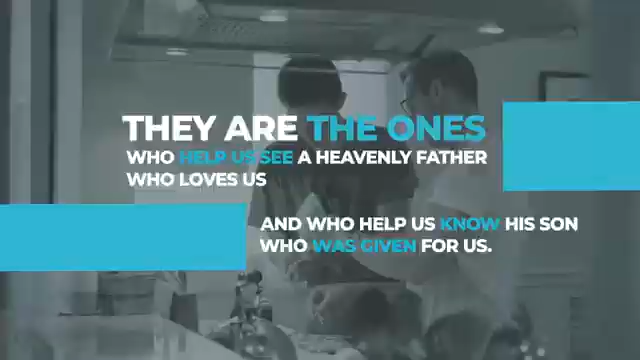 THEY ARE THE ONES
WHO HELP US SEE A HEAVENLY FATHER
WHO LOVES US
AND WHO HELP US KNOW HIS SON
WHO WAS GIVEN FOR US.